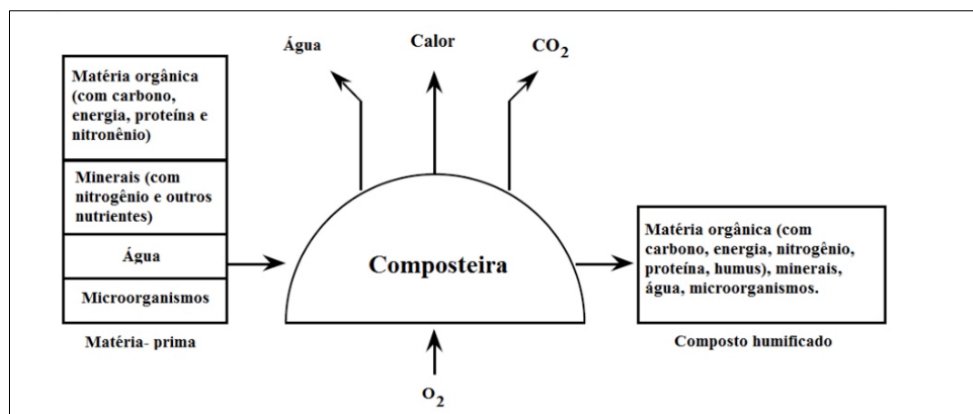 Água
Calor
CO₂
Matéria orgânica
(com carbono,
energia, proteína e
nitronênio)
Minerais (com
nitrogênio e outros
nutrientes)
Água
Microorganismos
Matéria- prima
Composteira
O₂
Matéria orgânica (com
carbono, energia, nitrogênio,
proteína, humus), minerais,
água, microorganismos.
Composto humificado